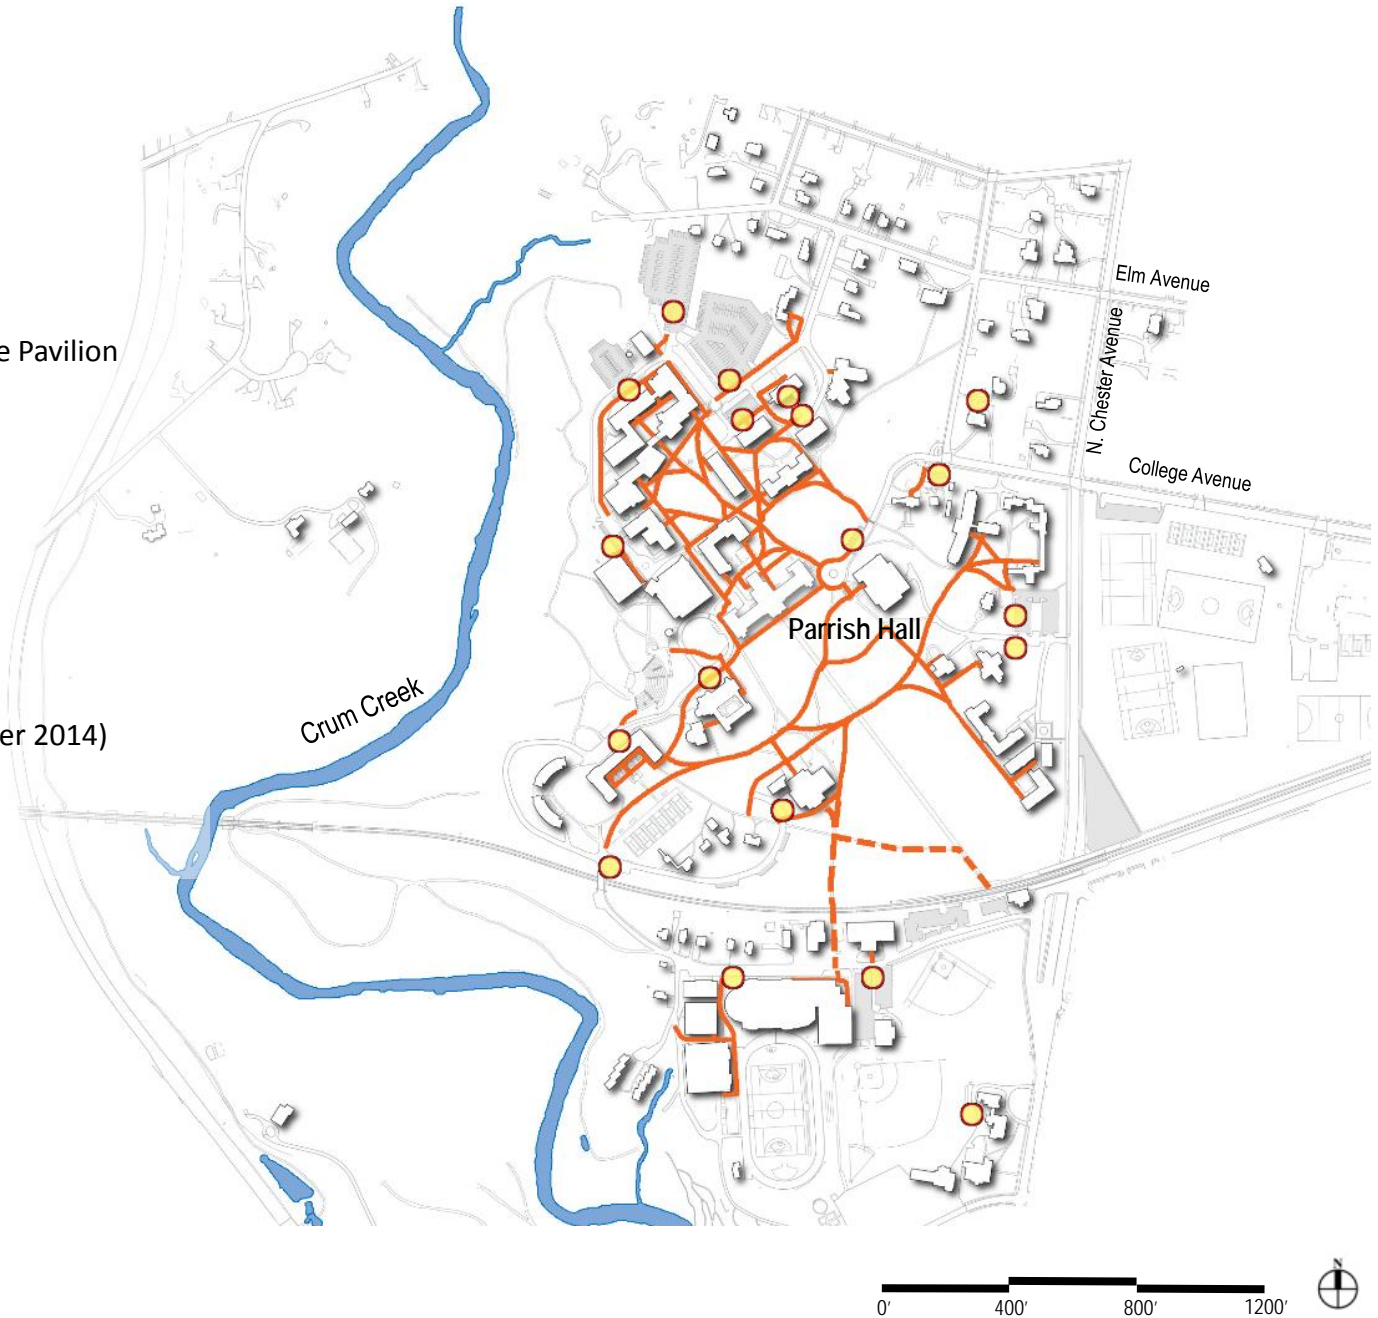 Elm Avenue
N. Chester Avenue
e Pavilion
College Avenue
Parrish Hall
Crum Creek
er 2014)
N
0' 400' 800' 1200'